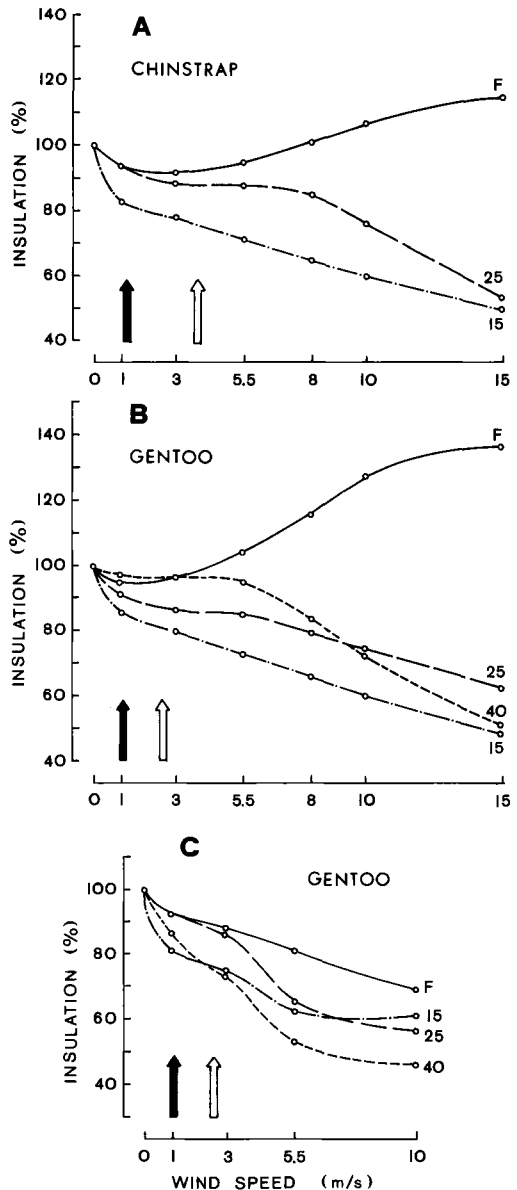 A
CHINSTRAP
INSULATION (%)
140
120
100
80
60
40
F
25
15
0 1 3 5.5 8 10 15
B
GENTOO
INSULATION (%)
140
120
100
80
60
40
F
25
40
15
0 1 3 5.5 8 10 15
C
GENTOO
INSULATION (%)
100
80
60
40
F
15
25
40
0 1 3 5.5 10
WIND SPEED (m/s)